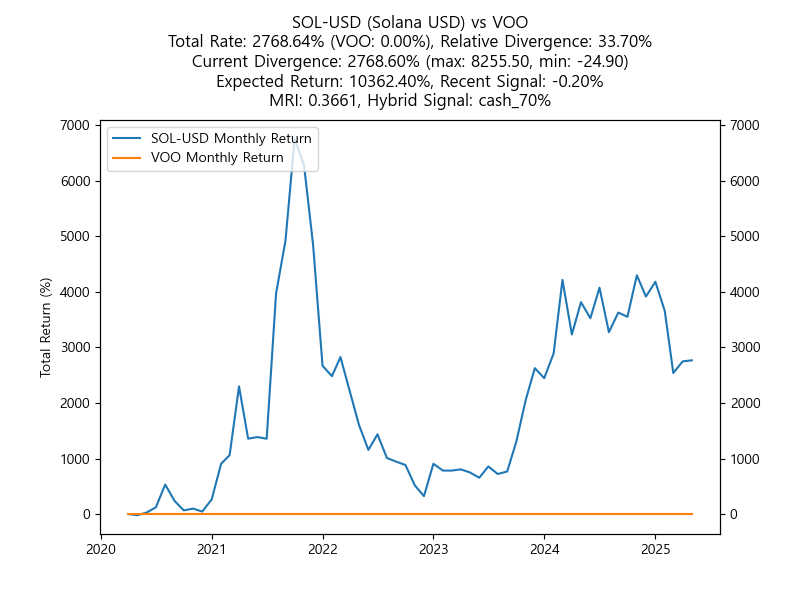 SOL-USD (Solana USD) vs VOO
Total Rate: 2768.64% (VOO: 0.00%), Relative Divergence: 33.70%
Current Divergence: 2768.60% (max: 8255.50, min: -24.90)
Expected Return: 10362.40%, Recent Signal: -0.20%
MRI: 0.3661, Hybrid Signal: cash_70%
SOL-USD Monthly Return
VOO Monthly Return
Total Return (%)
7000
6000
5000
4000
3000
2000
1000
0
7000
6000
5000
4000
3000
2000
1000
0
2020
2021
2022
2023
2024
2025